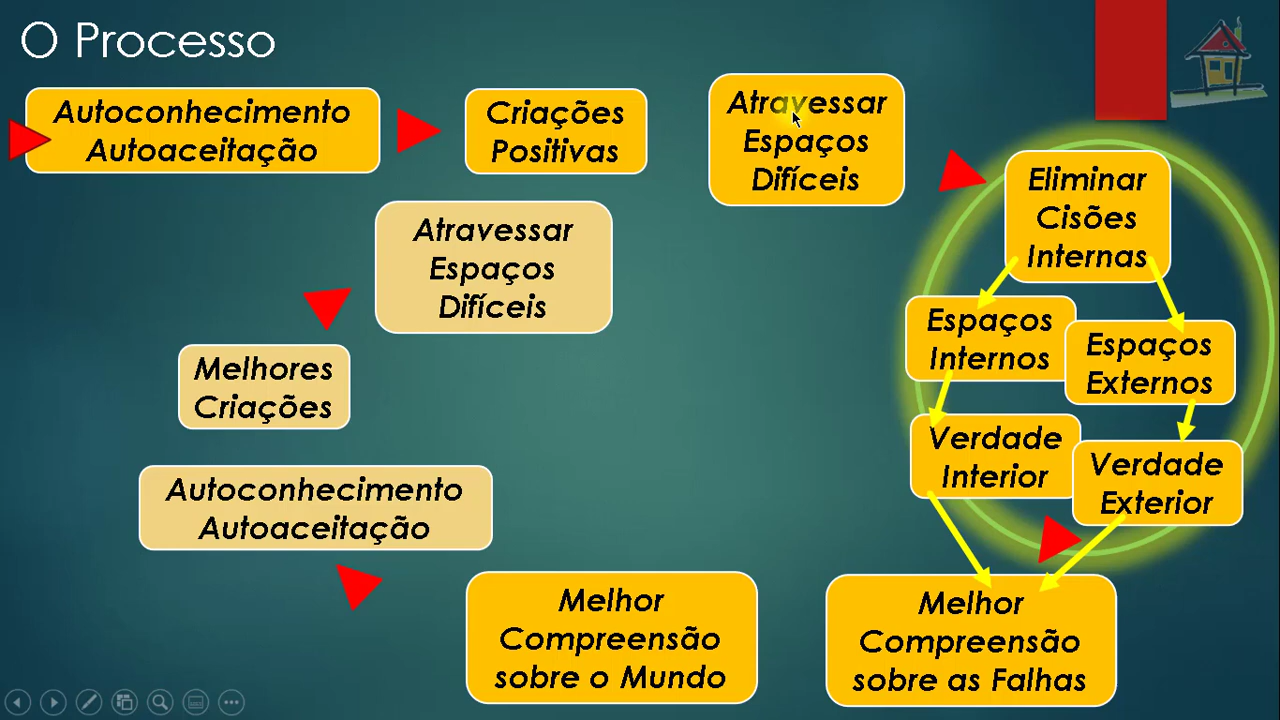 O Processo
Autoconhecimento
Autoaceitação
Criações
Positivas
Atravessar
Espaços
Difíceis
Eliminar
Cisões
Internas
Espaços
Internos
Espaços
Externos
Verdade
Interior
Verdade
Exterior
Melhor
Compreensão
sobre as Falhas
Melhor
Compreensão
sobre o Mundo
Autoconhecimento
Autoaceitação
Melhores
Criações
Atravessar
Espaços
Difíceis